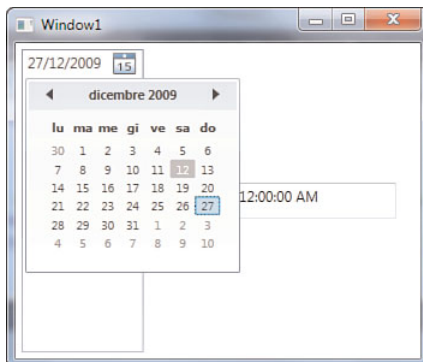 Window1
27/12/2009 15
dicembre 2009
lu ma me gi ve sa do
30 1 2 3 4 5 6
7 8 9 10 11 12 13
14 15 16 17 18 19 20
21 22 23 24 25 26 27
28 29 30 31 1 2 3
4 5 6 7 8 9 10
12:00:00 AM